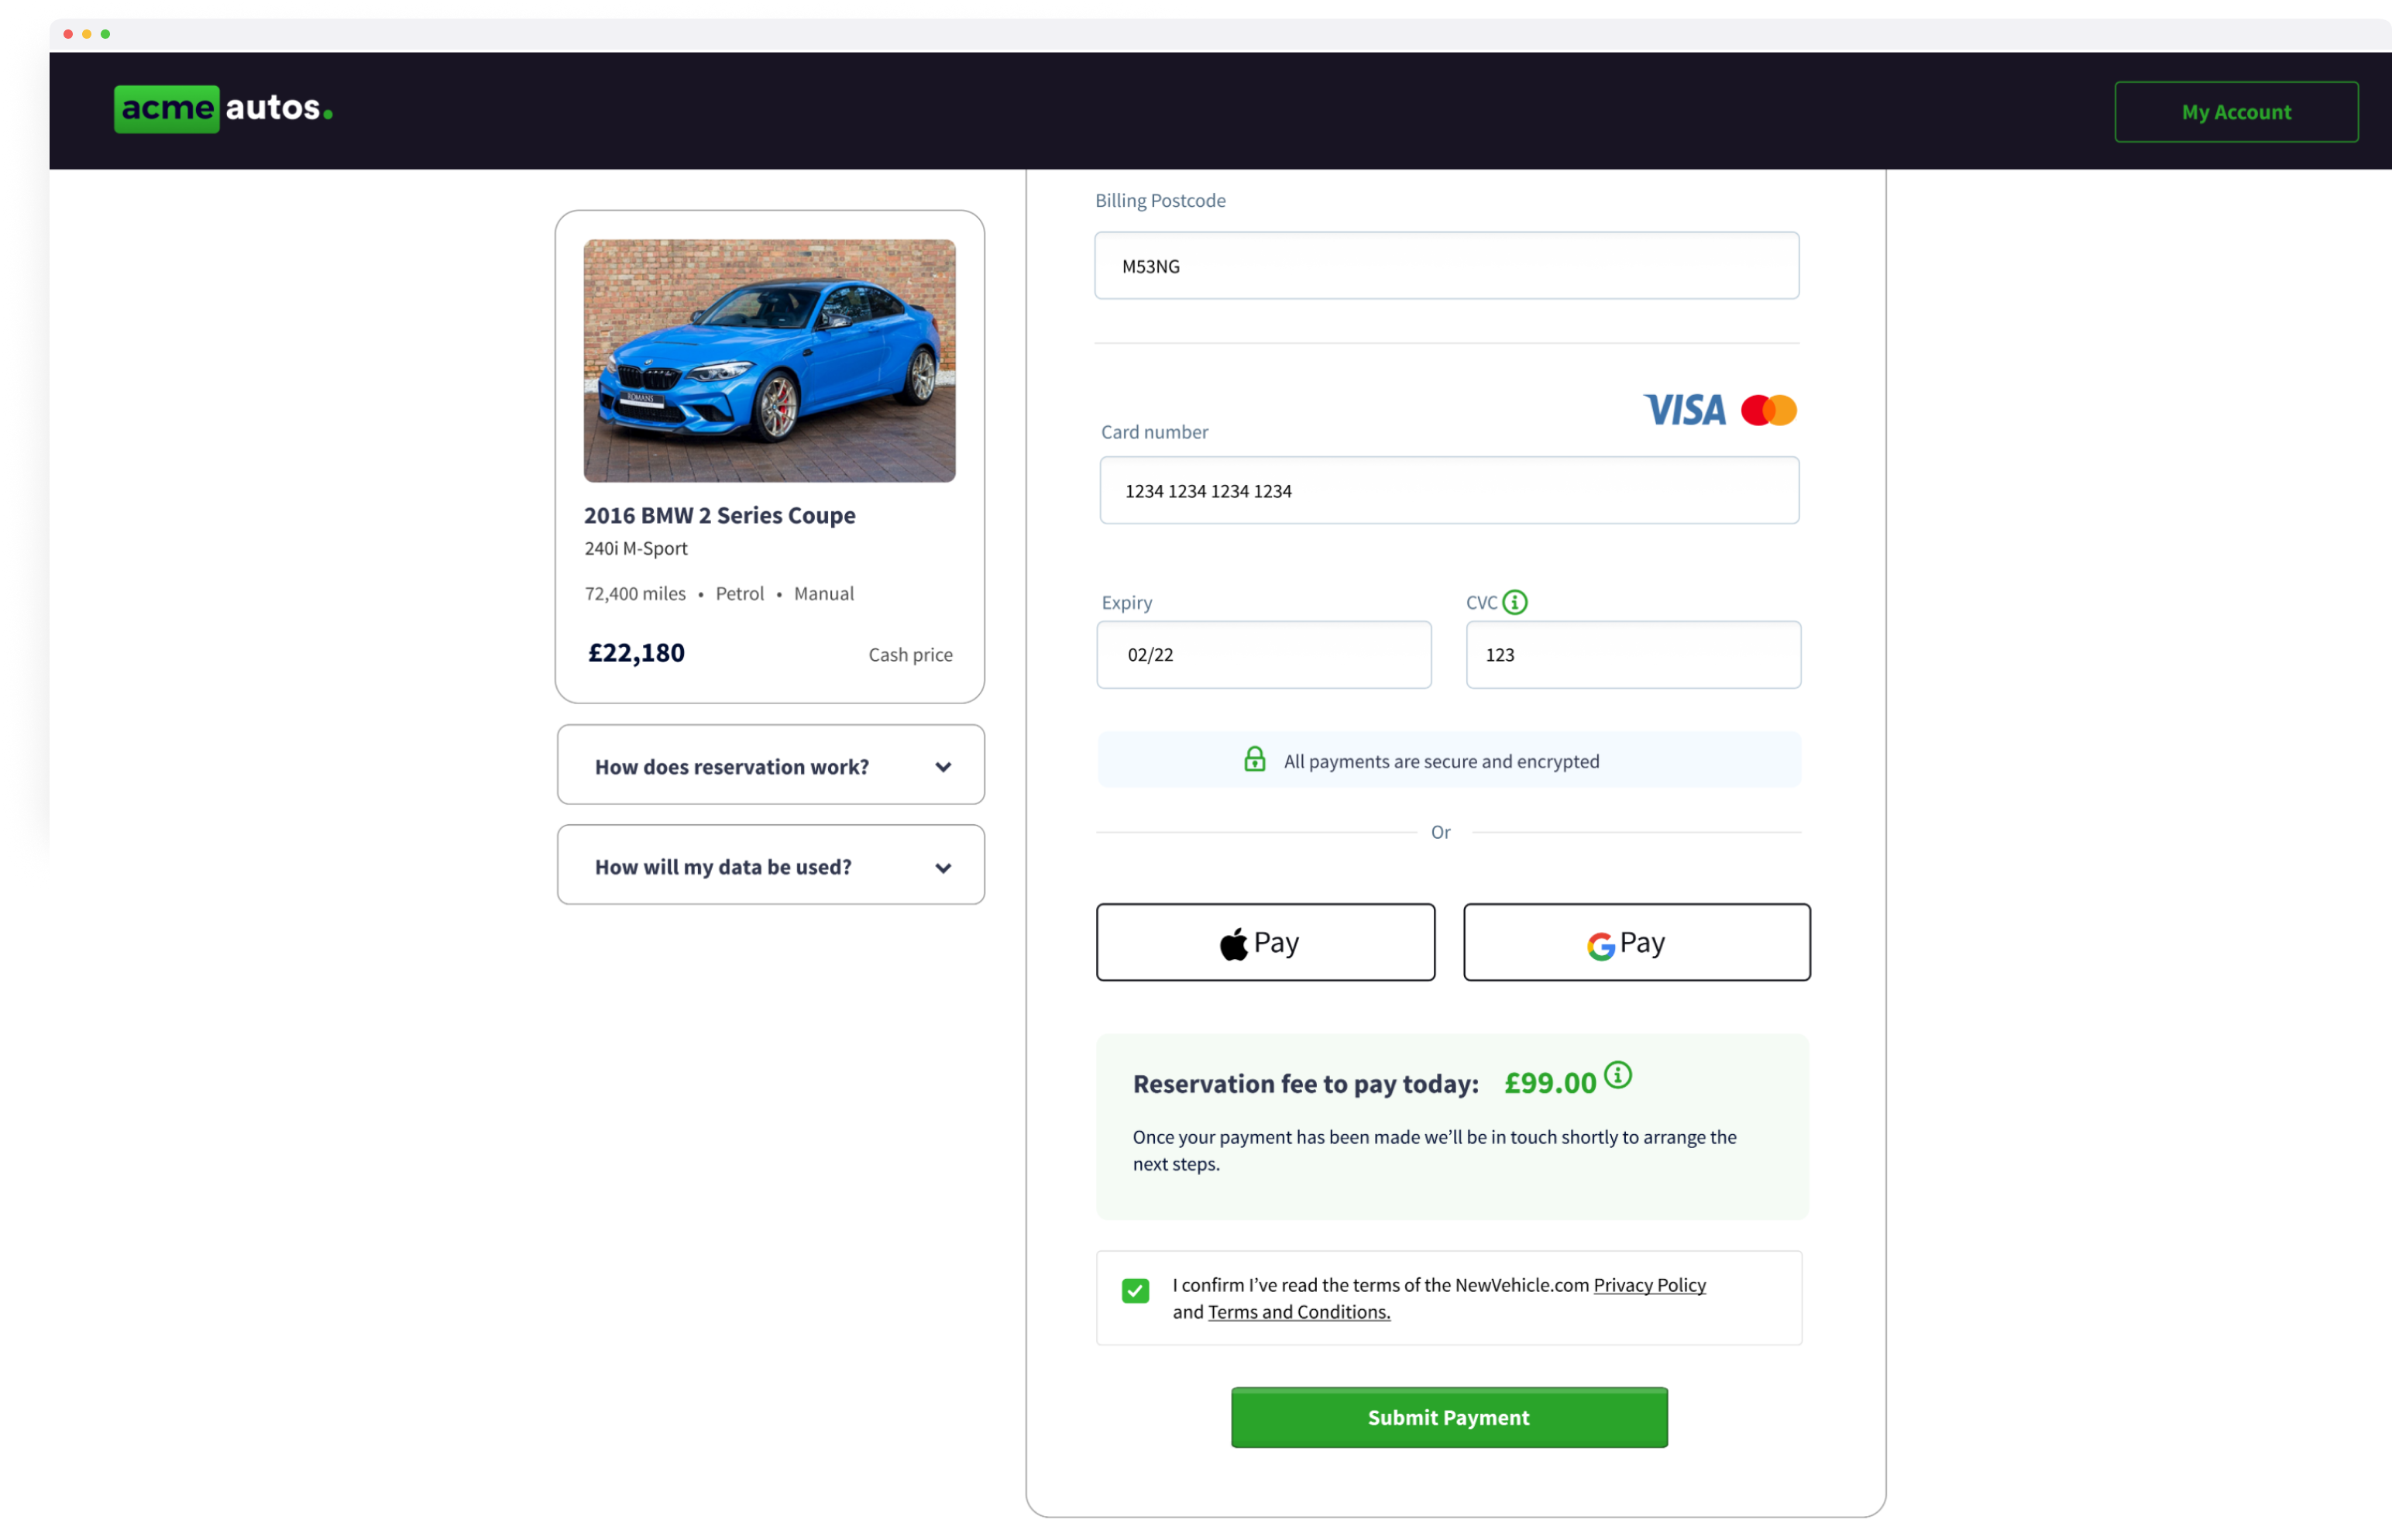 acme autos.
My Account
ROMANS
2016 BMW 2 Series Coupe
240i M-Sport
72,400 miles • Petrol • Manual
£22,180 Cash price
How does reservation work?
How will my data be used?
Billing Postcode
M53NG
VISA
Card number
1234 1234 1234 1234
Expiry
02/22
CVC
123
All payments are secure and encrypted
Or
Pay
G Pay
Reservation fee to pay today: £99.00
Once your payment has been made we’ll be in touch shortly to arrange the
next steps.
I confirm I’ve read the terms of the NewVehicle.com Privacy Policy
and Terms and Conditions.
Submit Payment